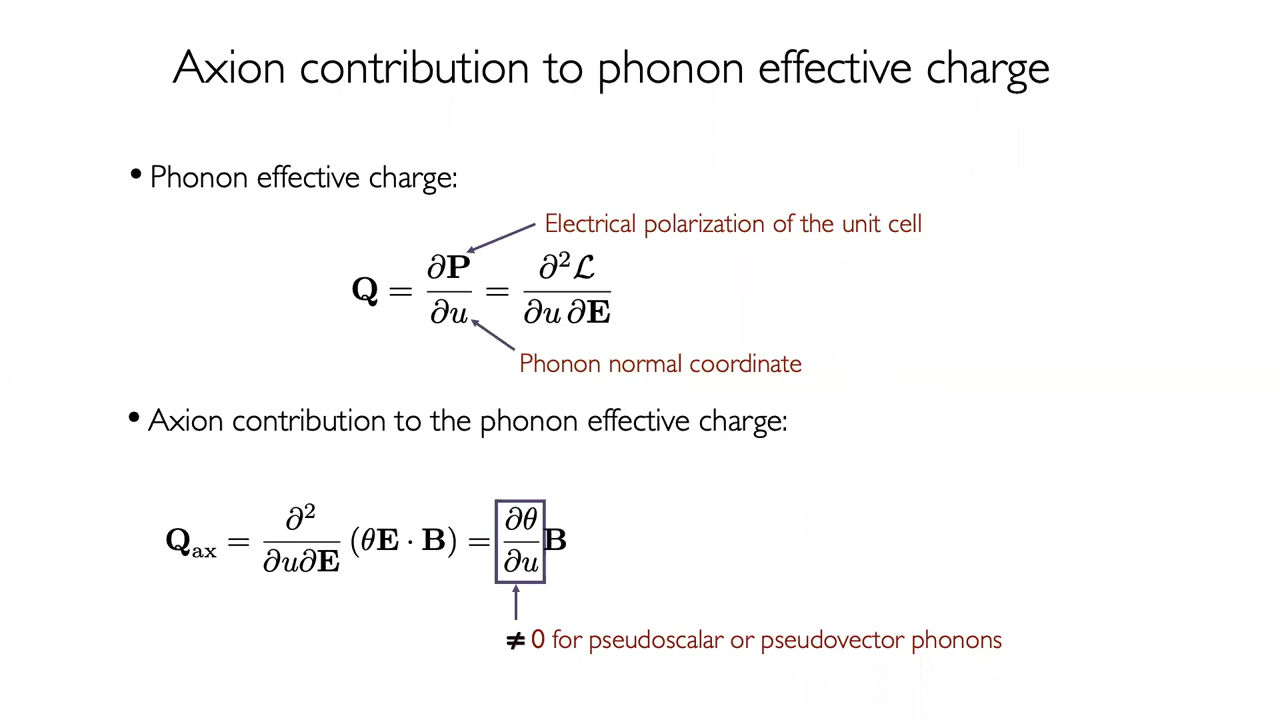 Axion contribution to phonon effective charge
• Phonon effective charge:
Electrical polarization of the unit cell
Q = ∂P/∂u = ∂²ℒ/∂u ∂E
Phonon normal coordinate
• Axion contribution to the phonon effective charge:
Q_ax = ∂²/∂u∂E (θE · B) = ∂θ/∂u B
≠ 0 for pseudoscalar or pseudovector phonons